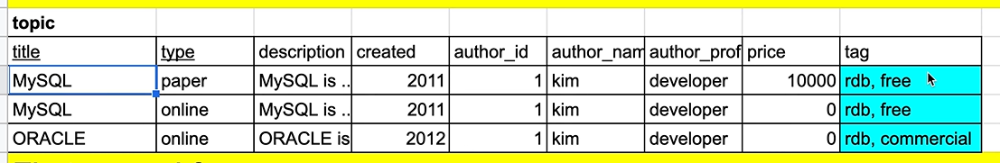 topic
title type description created author_id author_nam author_prof price tag
MySQL paper MySQL is .. 2011 1 kim developer 10000 rdb, free
MySQL online MySQL is .. 2011 1 kim developer 0 rdb, free
ORACLE online ORACLE is 2012 1 kim developer 0 rdb, commercial